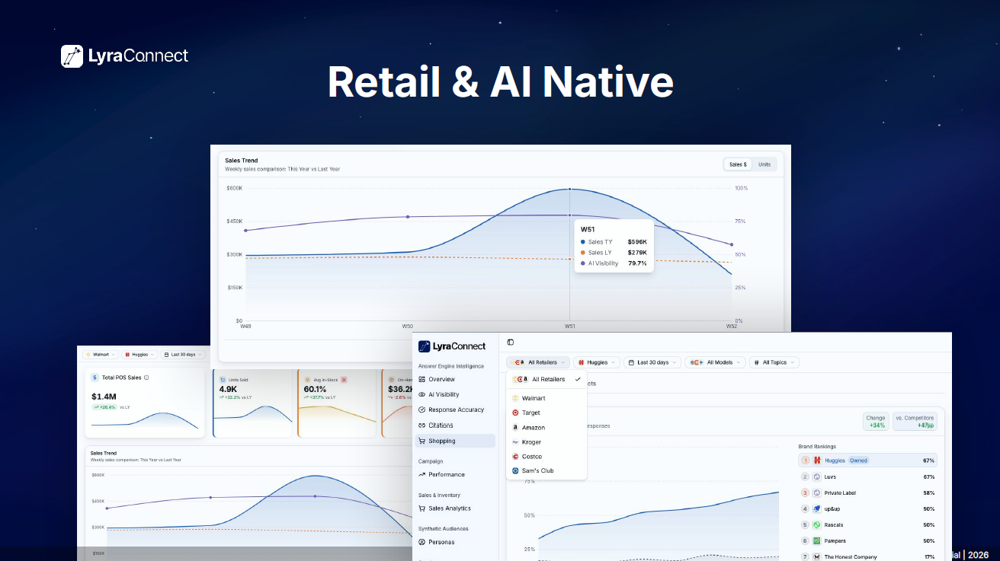 LyraConnect
Retail & AI Native
Sales Trend
Weekly sales comparison: This Year vs Last Year
Sales $ Units
$600K
$450K
$300K
$150K
$0
100%
75%
50%
25%
0%
W49 W50 W51 W52
W51
Sales TY $596K
Sales LY $279K
AI Visibility 79.7%
Walmart Huggies Last 30 days
Total POS Sales
$1.4M
+26.4% vs LY
Units Sold
4.9K
+32.2% vs LY
Avg In-Stock D
60.1%
+37.7% vs LY
On-Han
$36.2K
-2.6% vs
Sales Trend
Weekly sales comparison: This Year vs Last Year
$600K
$450K
$300K
$150K
LyraConnect
Answer Engine Intelligence
Overview
AI Visibility
Response Accuracy
Citations
Shopping
Campaign
Performance
Sales & Inventory
Sales Analytics
Synthetic Audiences
Personas
All Retailers Huggies Last 30 days All Models # All Topics
All Retailers
Walmart
Target
Amazon
Kroger
Costco
Sam's Club
cts
esponses
Change
+34%
vs. Competitors
+47pp
75%
50%
25%
Brand Rankings
1 Huggies Owned 67%
2 Luvs 67%
3 Private Label 58%
4 up&up 50%
5 Rascals 50%
6 Pampers 50%
7 The Honest Company 17%
ial | 2026